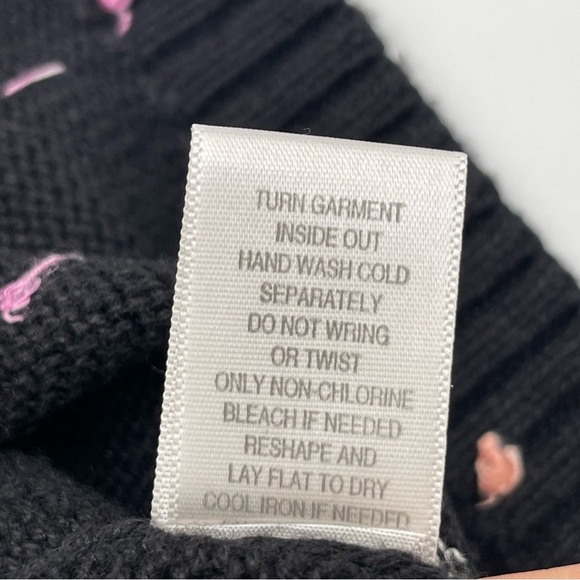 TURN GARMENT
INSIDE OUT
HAND WASH COLD
SEPARATELY
DO NOT WRING
OR TWIST
ONLY NON-CHLORINE
BLEACH IF NEEDED
RESHAPE AND
LAY FLAT TO DRY
COOL IRON IF NEEDED